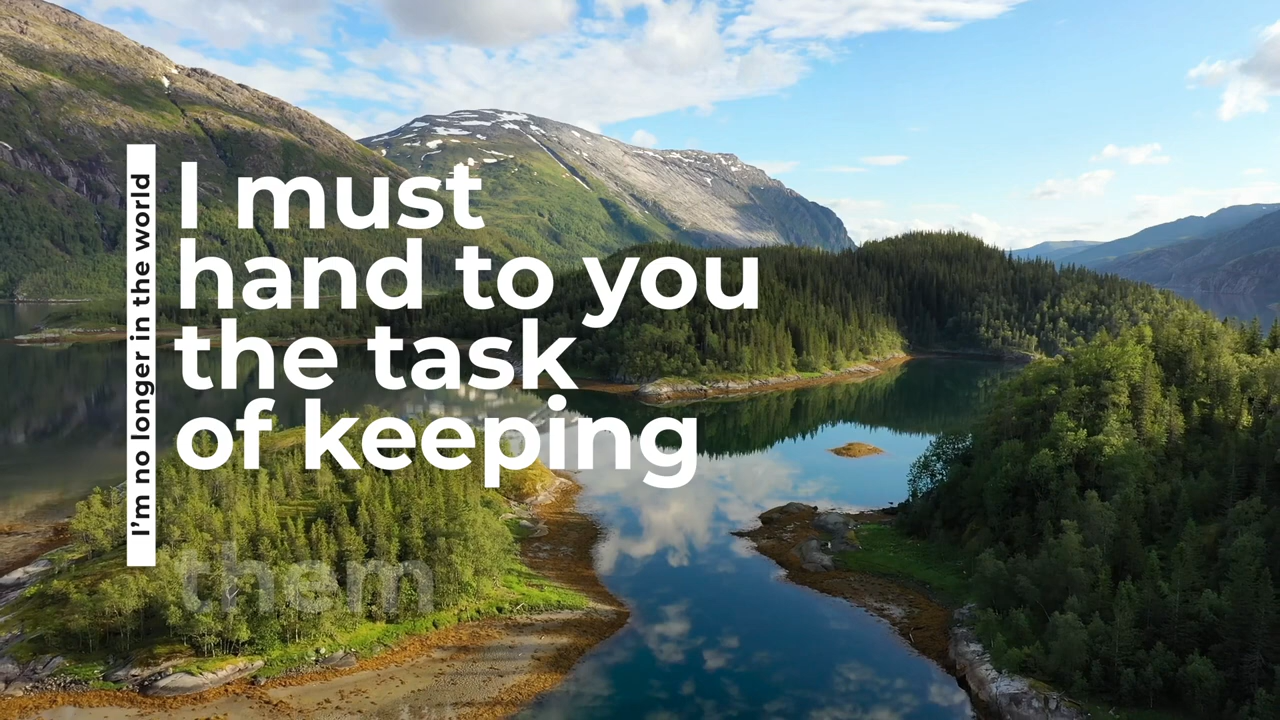 I'm no longer in the world
I must
hand to you
the task
of keeping
them